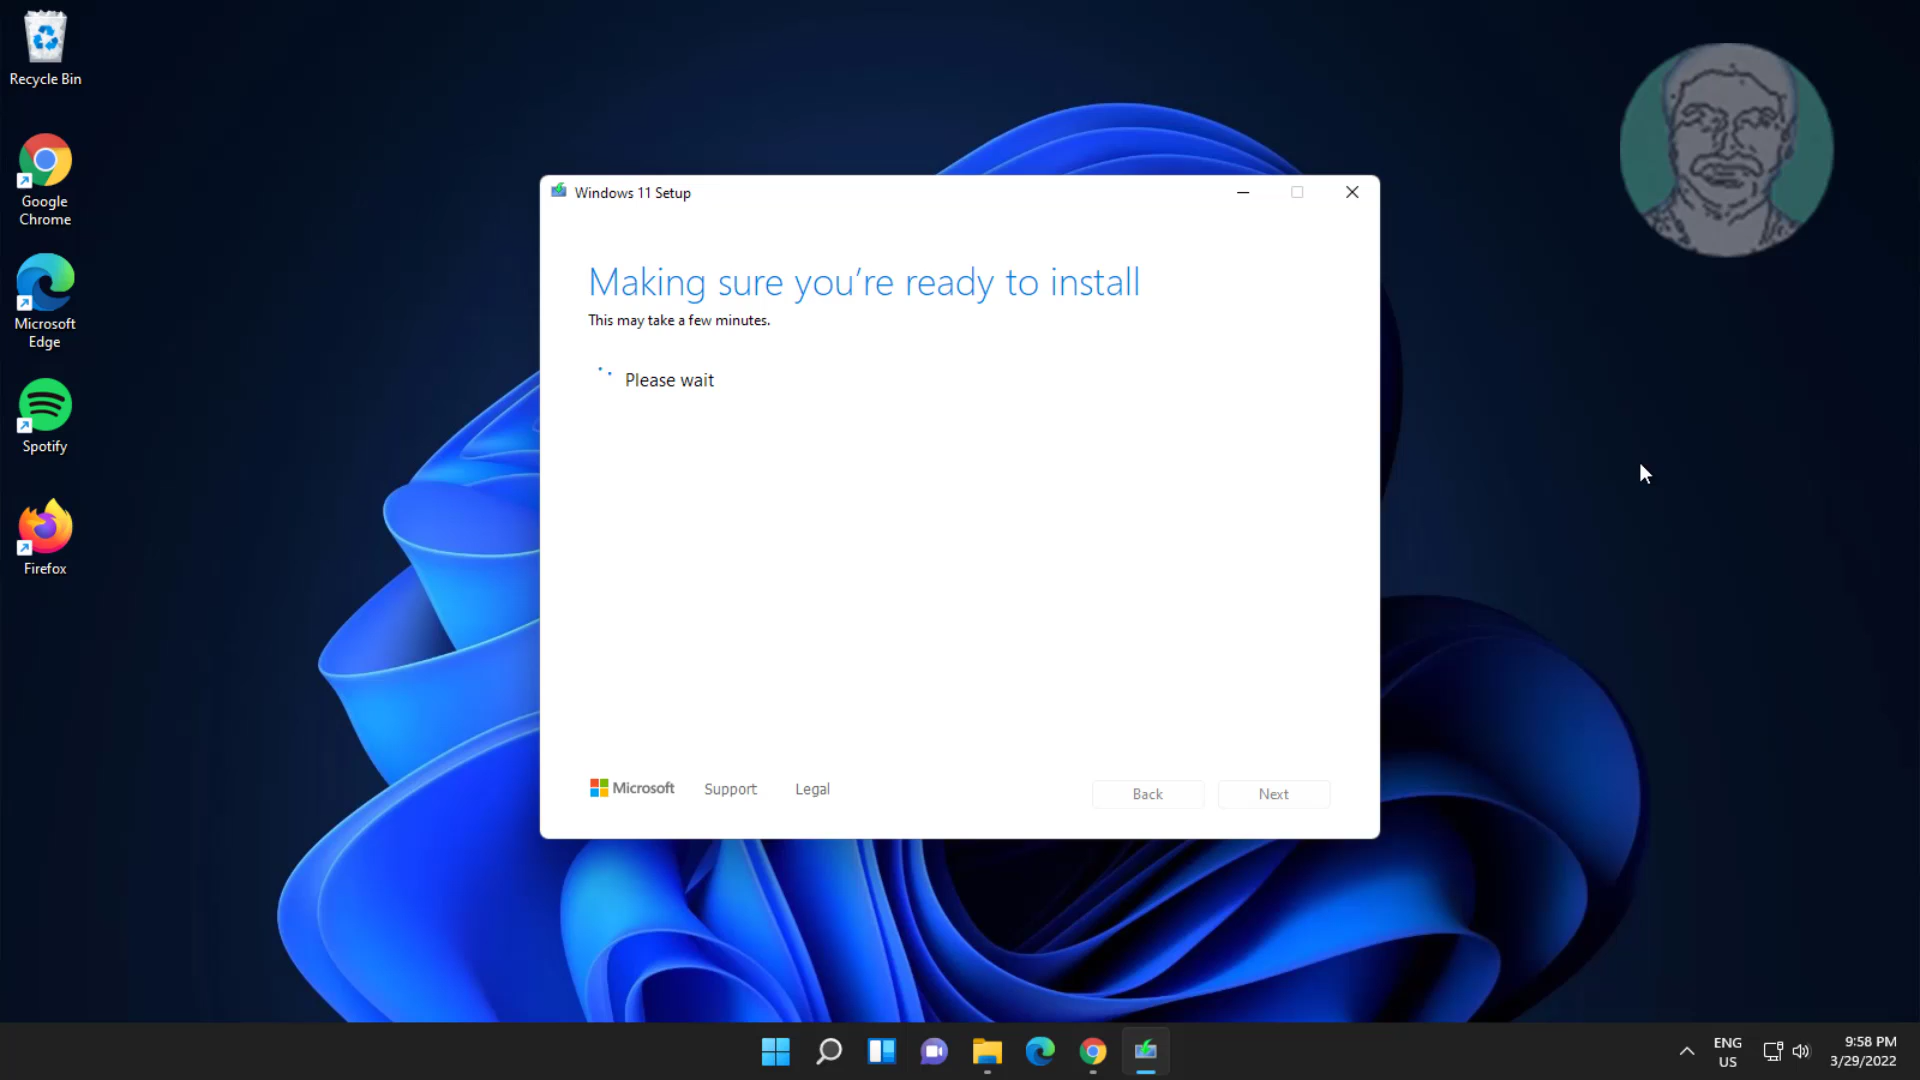 Recycle Bin
Google
Chrome
Microsoft
Edge
Spotify
Firefox
Windows 11 Setup
Making sure you’re ready to install
This may take a few minutes.
Please wait
Microsoft
Support
Legal
Back
Next
ENG
US
9:58 PM
3/29/2022